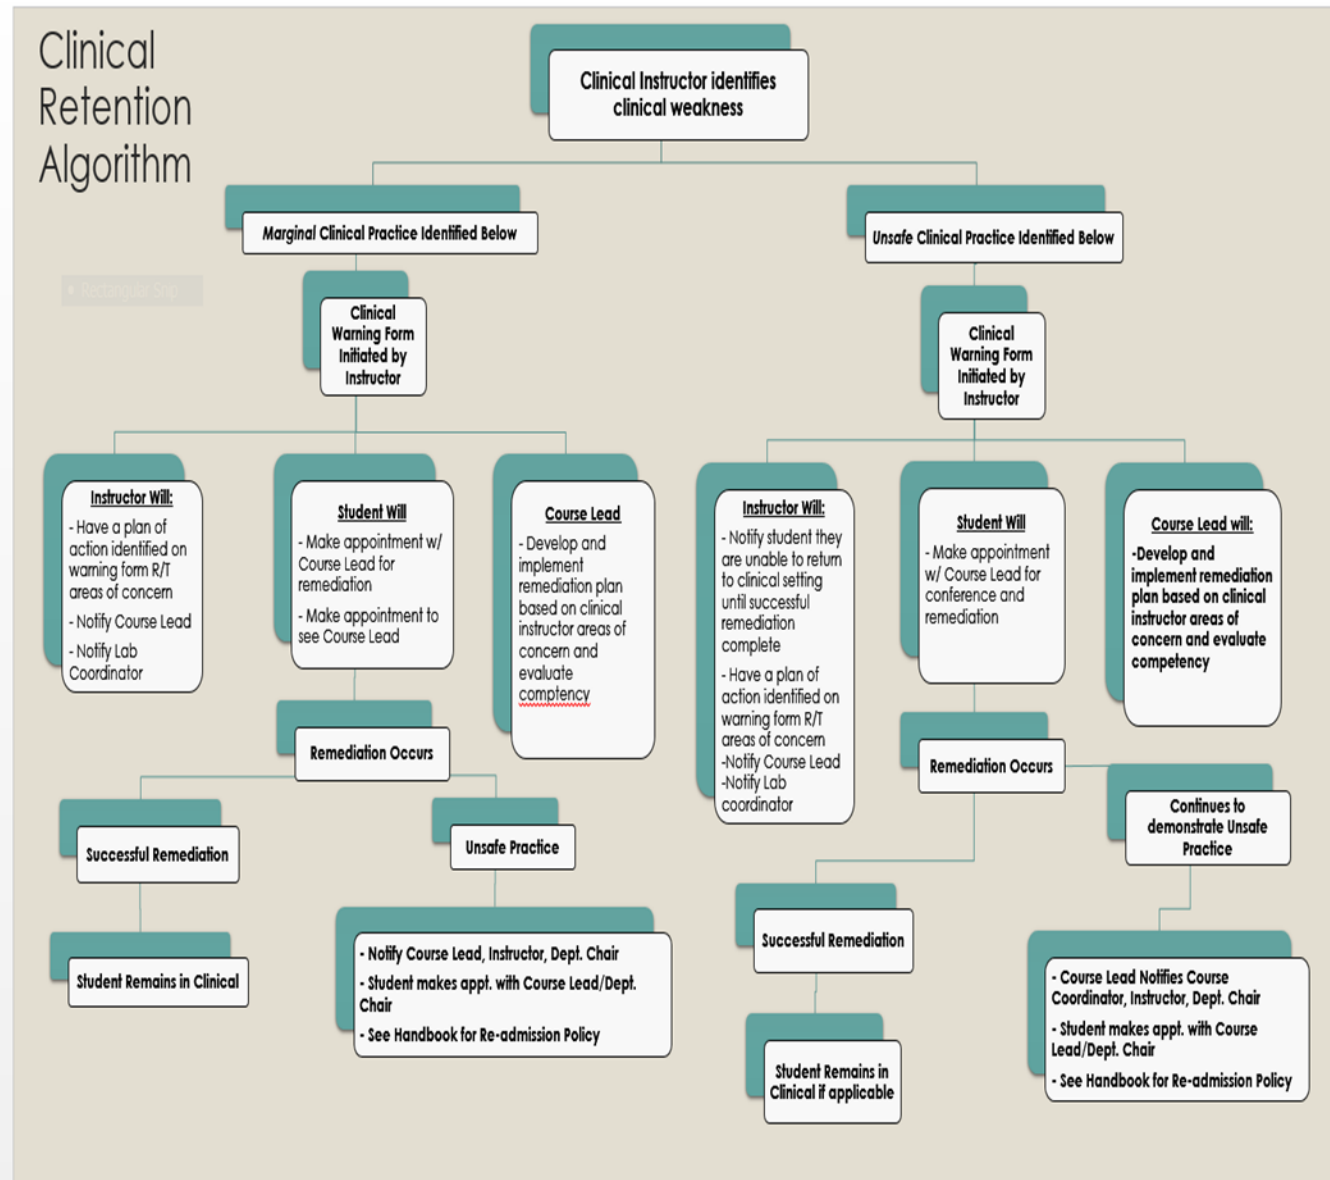 Clinical
Retention
Algorithm
Clinical Instructor identifies
clinical weakness
Marginal Clinical Practice Identified Below
Unsafe Clinical Practice Identified Below
• Rectangular Snip
Clinical
Warning Form
Initiated by
Instructor
Clinical
Warning Form
Initiated by
Instructor
Instructor Will:
- Have a plan of
action identified on
warning form R/T
areas of concern
- Notify Course Lead
- Notify Lab
Coordinator
Student Will
- Make appointment w/
Course Lead for
remediation
- Make appointment to
see Course Lead
Course Lead
- Develop and
implement
remediation plan
based on clinical
instructor areas of
concern and
evaluate
comptency
Instructor Will:
- Notify student they
are unable to return
to clinical setting
until successful
remediation
complete
- Have a plan of
action identified on
warning form R/T
areas of concern
-Notify Course Lead
-Notify Lab
coordinator
Student Will
- Make appointment
w/ Course Lead for
conference and
remediation
Course Lead will:
-Develop and
implement remediation
plan based on clinical
instructor areas of
concern and evaluate
competency
Remediation Occurs
Remediation Occurs
Successful Remediation
Unsafe Practice
Continues to
demonstrate Unsafe
Practice
Student Remains in Clinical
- Notify Course Lead, Instructor, Dept. Chair
- Student makes appt. with Course Lead/Dept.
Chair
- See Handbook for Re-admission Policy
Successful Remediation
Student Remains in
Clinical if applicable
- Course Lead Notifies Course
Coordinator, Instructor, Dept. Chair
- Student makes appt. with Course
Lead/Dept. Chair
- See Handbook for Re-admission Policy